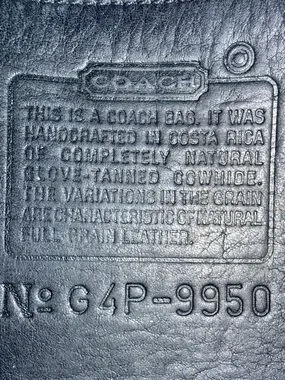 COACH
THIS IS A COACH BAG. IT WAS
HANDCRAFTED IN COSTA RICA
OF COMPLETELY NATURAL
GLOVE-TANNED COWHIDE.
THE VARIATIONS IN THE GRAIN
ARE CHARACTERISTIC OF NATURAL
FULL GRAIN LEATHER.
No G4P-9950